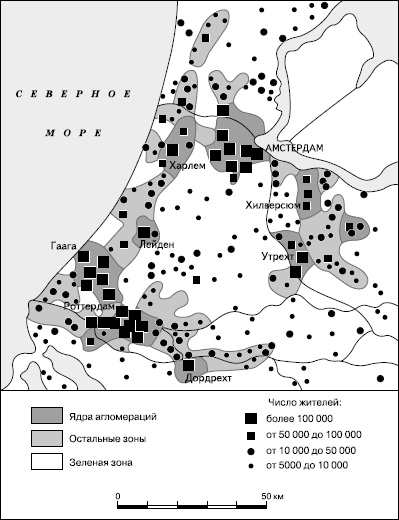 СЕВЕРНОЕ
МОРЕ
АМСТЕРДАМ
Харлем
Хилверсюм
Гаага
Лейден
Утрехт
Роттердам
Дордрехт
Ядра агломераций
Остальные зоны
Зеленая зона
Число жителей:
более 100 000
от 50 000 до 100 000
от 10 000 до 50 000
от 5000 до 10 000
0 50 км